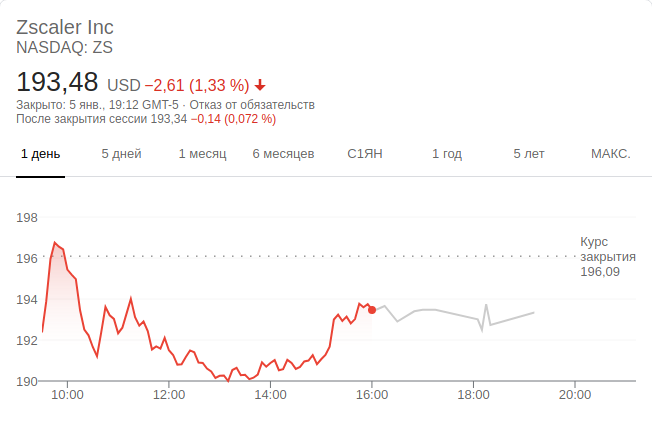 Zscaler Inc
NASDAQ: ZS
193,48 USD −2,61 (1,33 %)
Закрыто: 5 янв., 19:12 GMT-5 · Отказ от обязательств
После закрытия сессии 193,34 −0,14 (0,072 %)
1 день 5 дней 1 месяц 6 месяцев С1ЯН 1 год 5 лет МАКС.
198
Курс
196 закрытия
196,09
194
192
190
10:00 12:00 14:00 16:00 18:00 20:00